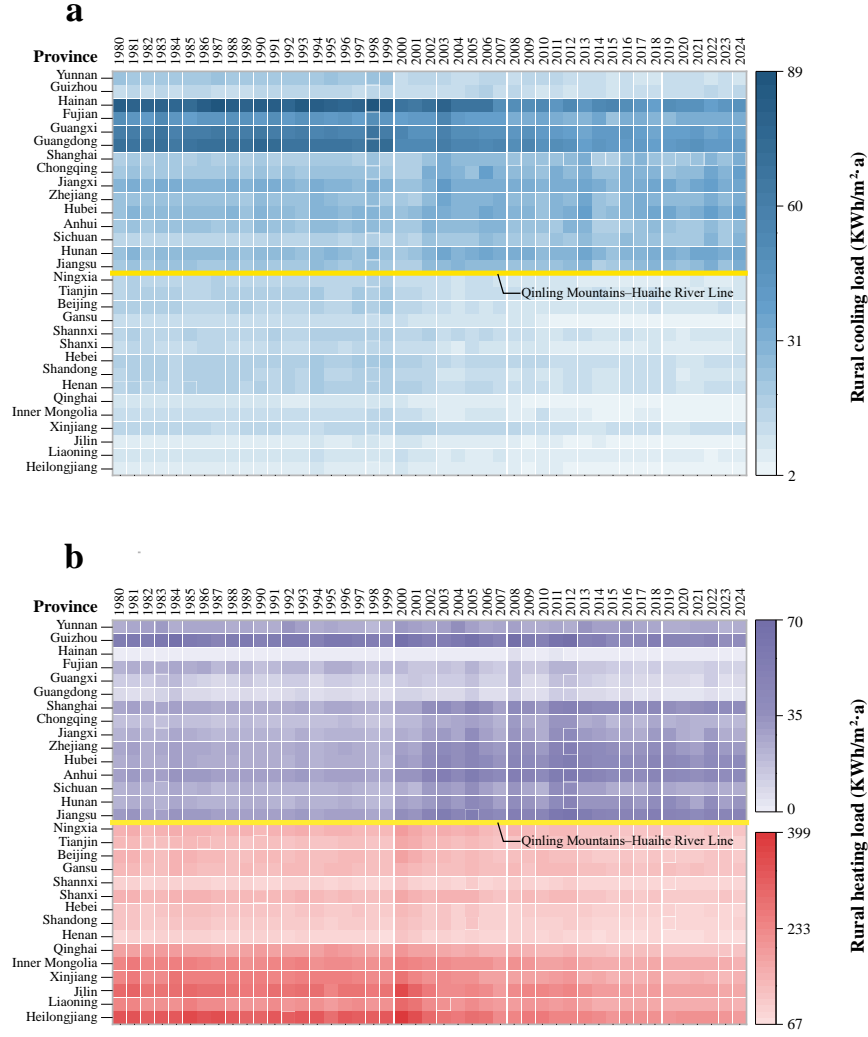 a
Province
1980 1981 1982 1983 1984 1985 1986 1987 1988 1989 1990 1991 1992 1993 1994 1995 1996 1997 1998 1999 2000 2001 2002 2003 2004 2005 2006 2007 2008 2009 2010 2011 2012 2013 2014 2015 2016 2017 2018 2019 2020 2021 2022 2023 2024
Yunnan
Guizhou
Hainan
Fujian
Guangxi
Guangdong
Shanghai
Chongqing
Jiangxi
Zhejiang
Hubei
Anhui
Sichuan
Hunan
Jiangsu
Ningxia
Tianjin
Beijing
Gansu
Shannxi
Shanxi
Hebei
Shandong
Henan
Qinghai
Inner Mongolia
Xinjiang
Jilin
Liaoning
Heilongjiang
Qinling Mountains–Huaihe River Line
89
60
31
2
Rural cooling load (KWh/m²·a)
b
Province
1980 1981 1982 1983 1984 1985 1986 1987 1988 1989 1990 1991 1992 1993 1994 1995 1996 1997 1998 1999 2000 2001 2002 2003 2004 2005 2006 2007 2008 2009 2010 2011 2012 2013 2014 2015 2016 2017 2018 2019 2020 2021 2022 2023 2024
Yunnan
Guizhou
Hainan
Fujian
Guangxi
Guangdong
Shanghai
Chongqing
Jiangxi
Zhejiang
Hubei
Anhui
Sichuan
Hunan
Jiangsu
Ningxia
Tianjin
Beijing
Gansu
Shannxi
Shanxi
Hebei
Shandong
Henan
Qinghai
Inner Mongolia
Xinjiang
Jilin
Liaoning
Heilongjiang
Qinling Mountains–Huaihe River Line
70
35
0
399
233
67
Rural heating load (KWh/m²·a)